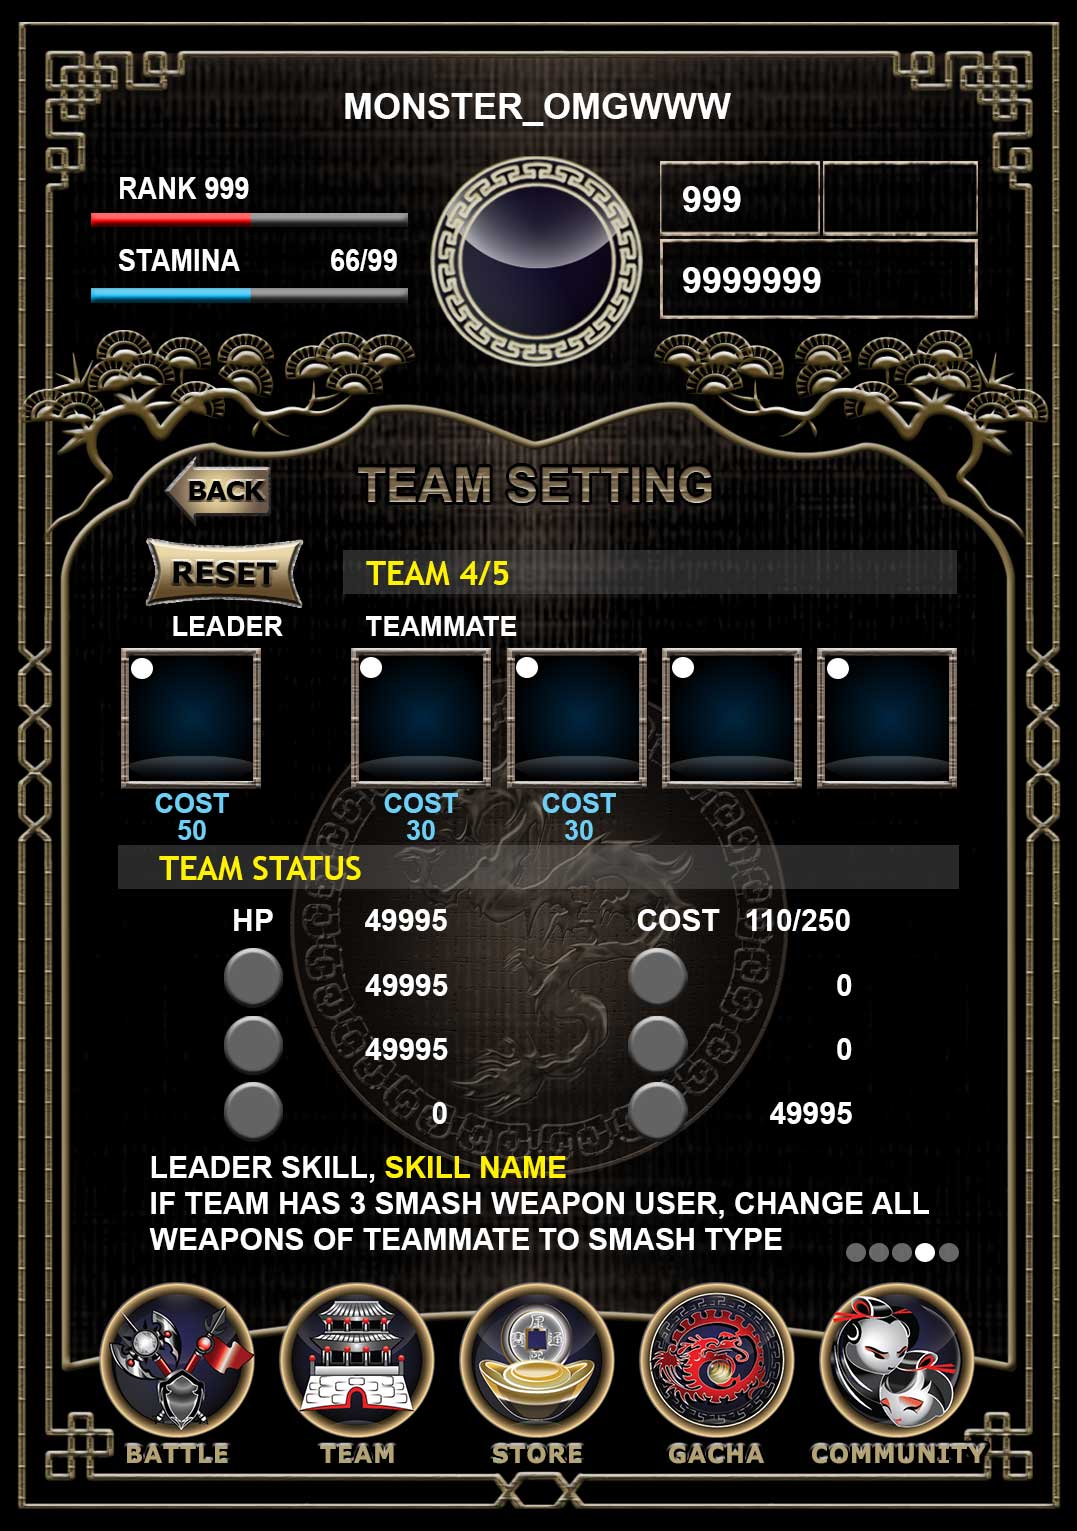 MONSTER_OMGWWW
RANK 999
STAMINA 66/99
999
9999999
BACK
TEAM SETTING
RESET
TEAM 4/5
LEADER
TEAMMATE
COST
50
COST
30
COST
30
TEAM STATUS
HP 49995
COST 110/250
49995
0
49995
0
0
49995
LEADER SKILL, SKILL NAME
IF TEAM HAS 3 SMASH WEAPON USER, CHANGE ALL
WEAPONS OF TEAMMATE TO SMASH TYPE
BATTLE
TEAM
STORE
GACHA
COMMUNITY